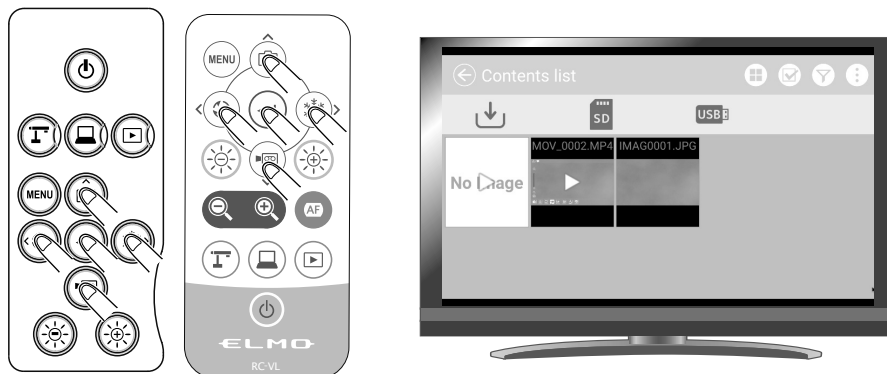 MENU
MENU
AF
ELMO
RC-VL
Contents list
SD
USB
MOV_0002.MP4 IMAG0001.JPG
No Image